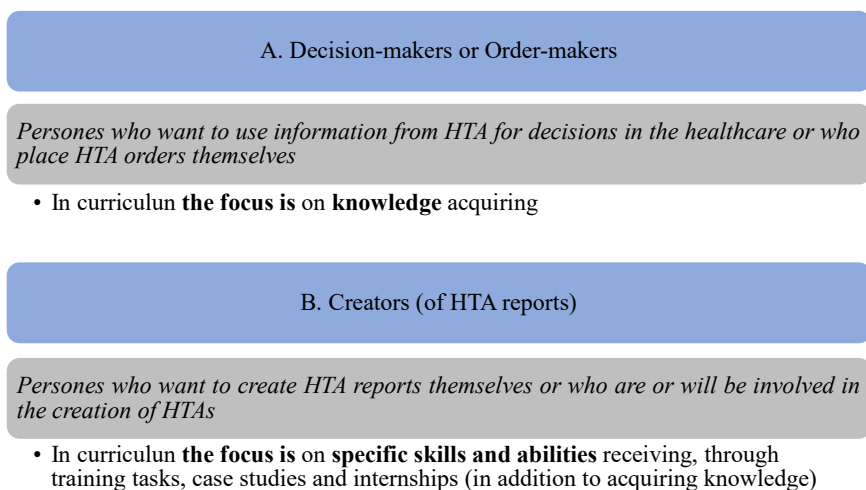 A. Decision-makers or Order-makers
Persones who want to use information from HTA for decisions in the healthcare or who
place HTA orders themselves
• In curriculun the focus is on knowledge acquiring
B. Creators (of HTA reports)
Persones who want to create HTA reports themselves or who are or will be involved in
the creation of HTAs
• In curriculun the focus is on specific skills and abilities receiving, through
training tasks, case studies and internships (in addition to acquiring knowledge)